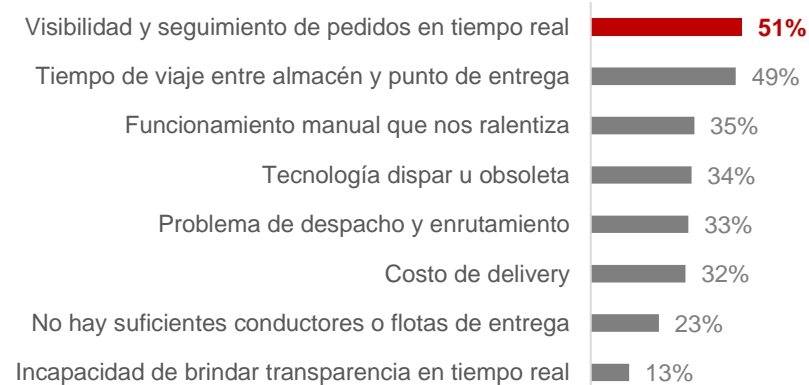 Visibilidad y seguimiento de pedidos en tiempo real 51%
Tiempo de viaje entre almacén y punto de entrega 49%
Funcionamiento manual que nos ralentiza 35%
Tecnología dispar u obsoleta 34%
Problema de despacho y enrutamiento 33%
Costo de delivery 32%
No hay suficientes conductores o flotas de entrega 23%
Incapacidad de brindar transparencia en tiempo real 13%